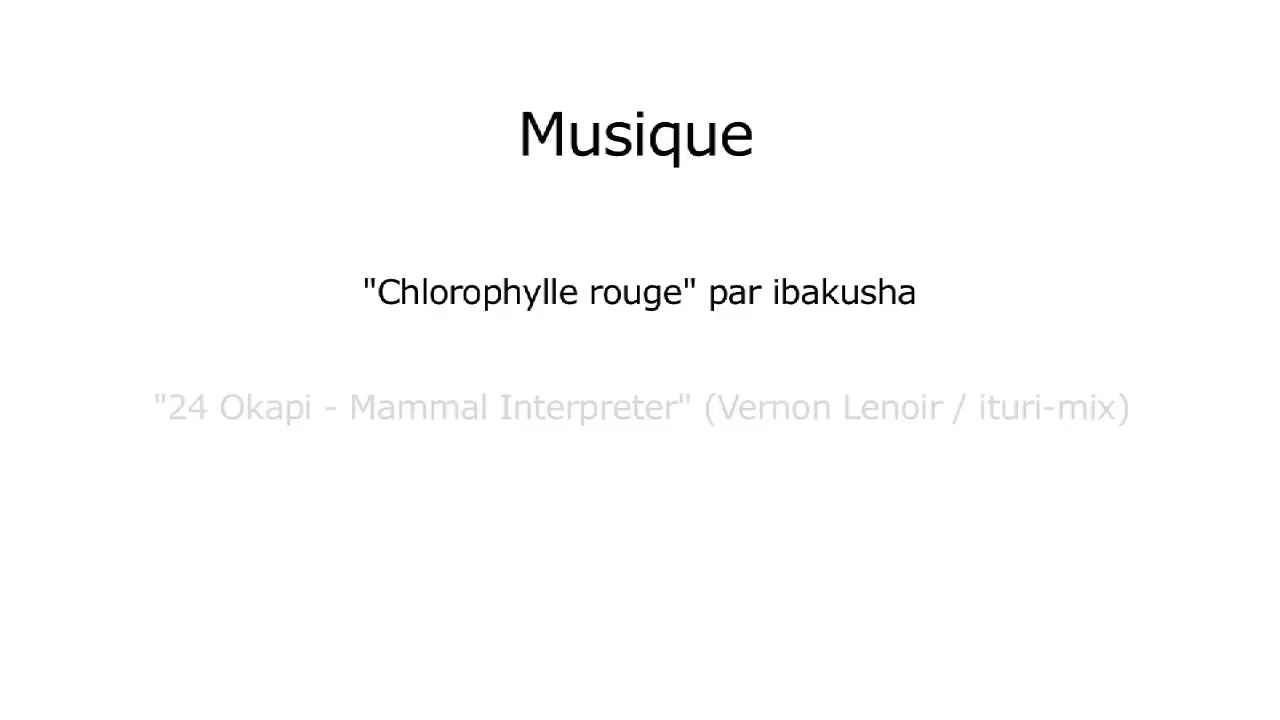 Musique
"Chlorophylle rouge" par ibakusha
"24 Okapi - Mammal Interpreter" (Vernon Lenoir / ituri-mix)